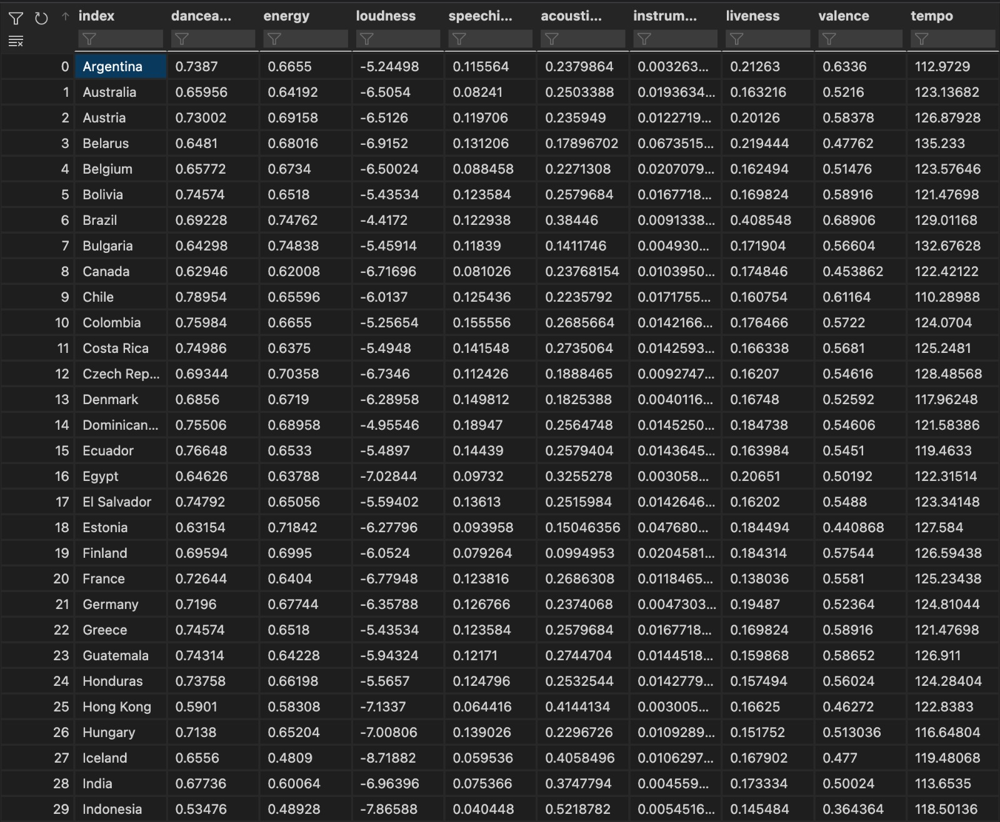 index dancea... energy loudness speechi... acousti... instrum... liveness valence tempo
0 Argentina 0.7387 0.6655 -5.24498 0.115564 0.2379864 0.003263... 0.21263 0.6336 112.9729
1 Australia 0.65956 0.64192 -6.5054 0.08241 0.2503388 0.0193634... 0.163216 0.5216 123.13682
2 Austria 0.73002 0.69158 -6.5126 0.119706 0.235949 0.0122719... 0.20126 0.58378 126.87928
3 Belarus 0.6481 0.68016 -6.9152 0.131206 0.17896702 0.0673515... 0.219444 0.47762 135.233
4 Belgium 0.65772 0.6734 -6.50024 0.088458 0.2271308 0.0207079... 0.162494 0.51476 123.57646
5 Bolivia 0.74574 0.6518 -5.43534 0.123584 0.2579684 0.0167718... 0.169824 0.58916 121.47698
6 Brazil 0.69228 0.74762 -4.4172 0.122938 0.38446 0.0091338... 0.408548 0.68906 129.01168
7 Bulgaria 0.64298 0.74838 -5.45914 0.11839 0.1411746 0.004930... 0.171904 0.56604 132.67628
8 Canada 0.62946 0.62008 -6.71696 0.081026 0.23768154 0.0103950... 0.174846 0.453862 122.42122
9 Chile 0.78954 0.65596 -6.0137 0.125436 0.2235792 0.0171755... 0.160754 0.61164 110.28988
10 Colombia 0.75984 0.6655 -5.25654 0.155556 0.2685664 0.0142166... 0.176466 0.5722 124.0704
11 Costa Rica 0.74986 0.6375 -5.4948 0.141548 0.2735064 0.0142593... 0.166338 0.5681 125.2481
12 Czech Rep... 0.69344 0.70358 -6.7346 0.112426 0.1888465 0.0092747... 0.16207 0.54616 128.48568
13 Denmark 0.6856 0.6719 -6.28958 0.149812 0.1825388 0.0040116... 0.16748 0.52592 117.96248
14 Dominican... 0.75506 0.68958 -4.95546 0.18947 0.2564748 0.0145250... 0.184738 0.54606 121.58386
15 Ecuador 0.76648 0.6533 -5.4897 0.14439 0.2579404 0.0143645... 0.163984 0.5451 119.4633
16 Egypt 0.64626 0.63788 -7.02844 0.09732 0.3255278 0.003058... 0.20651 0.50192 122.31514
17 El Salvador 0.74792 0.65056 -5.59402 0.13613 0.2515984 0.0142646... 0.16202 0.5488 123.34148
18 Estonia 0.63154 0.71842 -6.27796 0.093958 0.15046356 0.047680... 0.184494 0.440868 127.584
19 Finland 0.69594 0.6995 -6.0524 0.079264 0.0994953 0.0204581... 0.184314 0.57544 126.59438
20 France 0.72644 0.6404 -6.77948 0.123816 0.2686308 0.0118465... 0.138036 0.5581 125.23438
21 Germany 0.7196 0.67744 -6.35788 0.126766 0.2374068 0.0047303... 0.19487 0.52364 124.81044
22 Greece 0.74574 0.6518 -5.43534 0.123584 0.2579684 0.0167718... 0.169824 0.58916 121.47698
23 Guatemala 0.74314 0.64228 -5.94324 0.12171 0.2744704 0.0144518... 0.159868 0.58652 126.911
24 Honduras 0.73758 0.66198 -5.5657 0.124796 0.2532544 0.0142779... 0.157494 0.56024 124.28404
25 Hong Kong 0.5901 0.58308 -7.1337 0.064416 0.4144134 0.003005... 0.16625 0.46272 122.8383
26 Hungary 0.7138 0.65204 -7.00806 0.139026 0.2296726 0.0109289... 0.151752 0.513036 116.64804
27 Iceland 0.6556 0.4809 -8.71882 0.059536 0.4058496 0.0106297... 0.167902 0.477 119.48068
28 India 0.67736 0.60064 -6.96396 0.075366 0.3747794 0.004559... 0.173334 0.50024 113.6535
29 Indonesia 0.53476 0.48928 -7.86588 0.040448 0.5218782 0.0054516... 0.145484 0.364364 118.50136